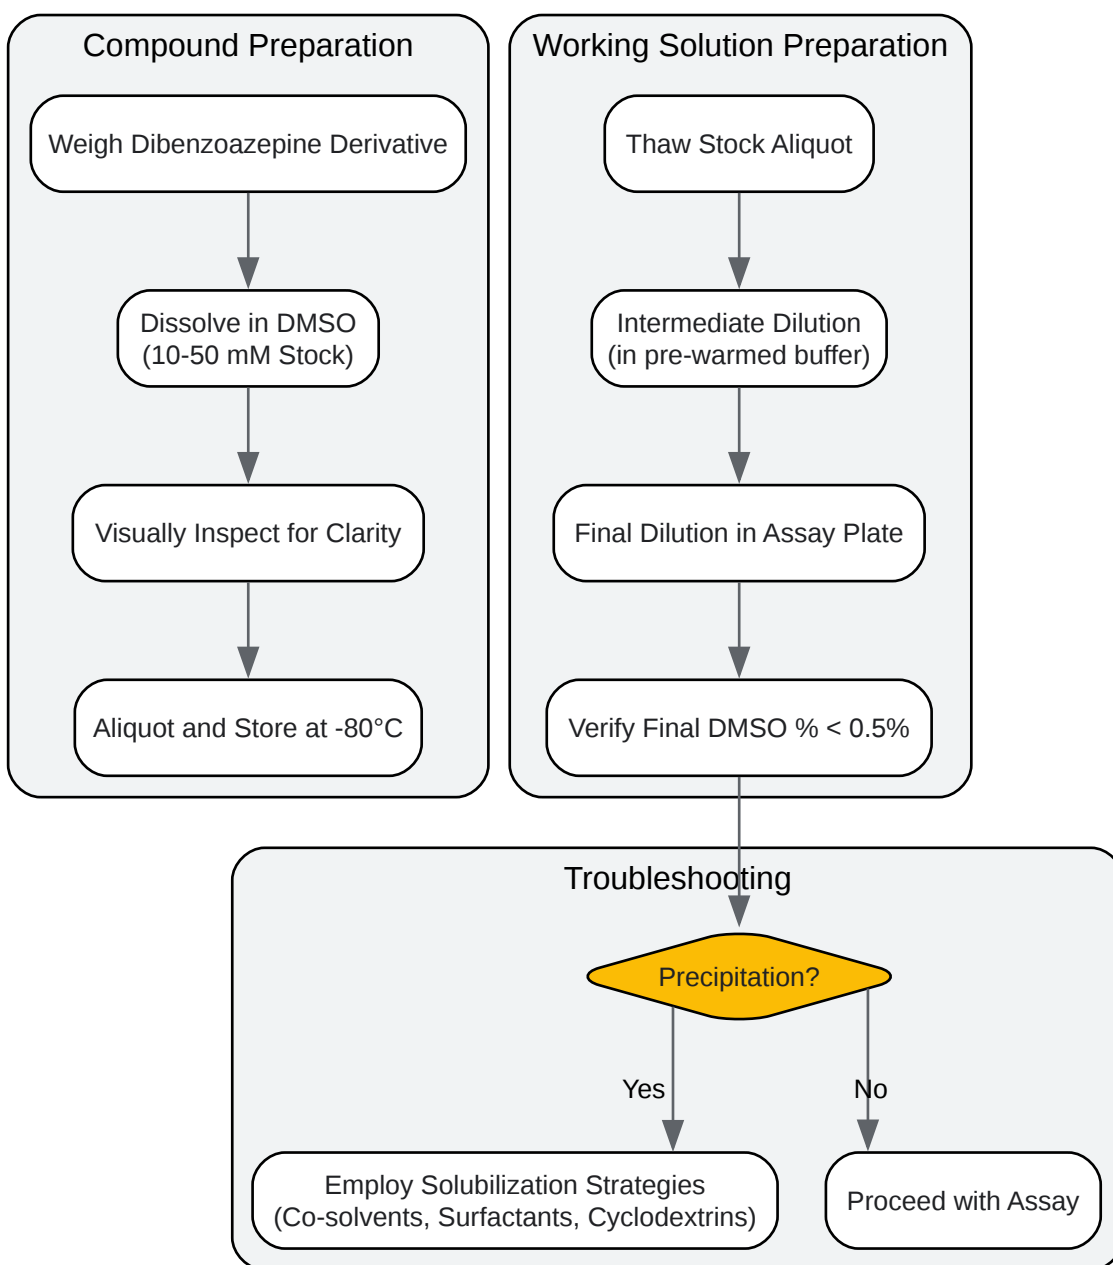 Compound Preparation
Weigh Dibenzoazepine Derivative
Dissolve in DMSO
(10-50 mM Stock)
Visually Inspect for Clarity
Aliquot and Store at -80°C
Working Solution Preparation
Thaw Stock Aliquot
Intermediate Dilution
(in pre-warmed buffer)
Final Dilution in Assay Plate
Verify Final DMSO % < 0.5%
Troubleshooting
Precipitation?
Yes
No
Employ Solubilization Strategies
(Co-solvents, Surfactants, Cyclodextrins)
Proceed with Assay